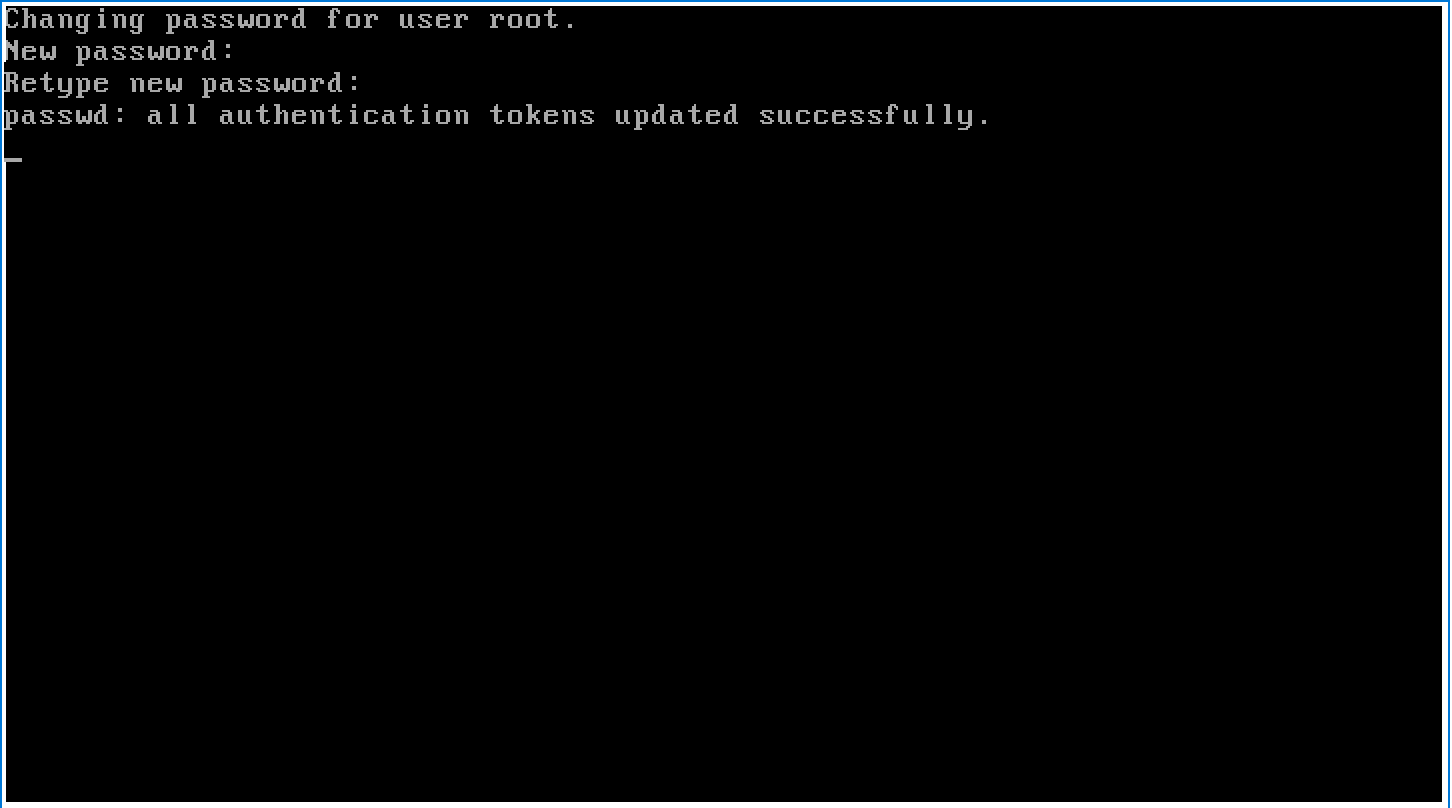 Changing password for user root.
New password:
Retype new password:
passwd: all authentication tokens updated successfully.